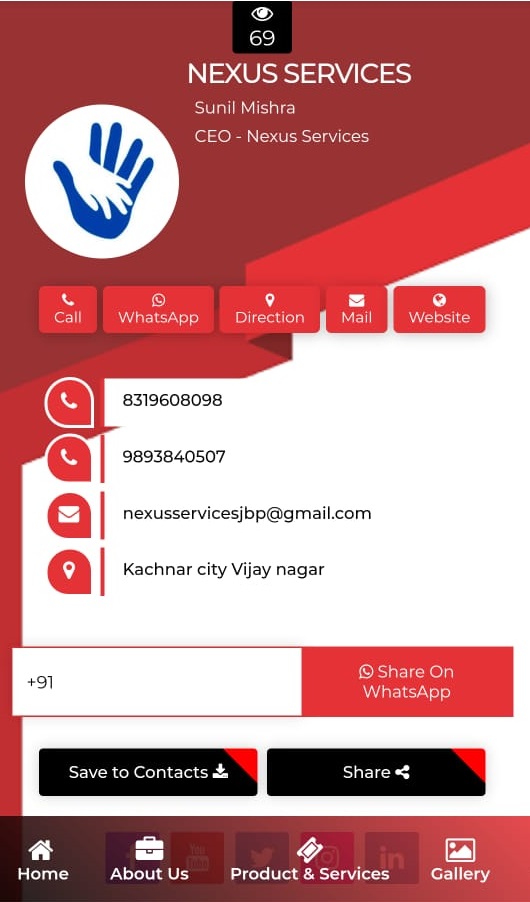 69
NEXUS SERVICES
Sunil Mishra
CEO - Nexus Services
Call
WhatsApp
Direction
Mail
Website
8319608098
9893840507
nexusservicesjbp@gmail.com
Kachnar city Vijay nagar
+91
Share On
WhatsApp
Save to Contacts
Share
You
Home
About Us
Product & Services
Gallery